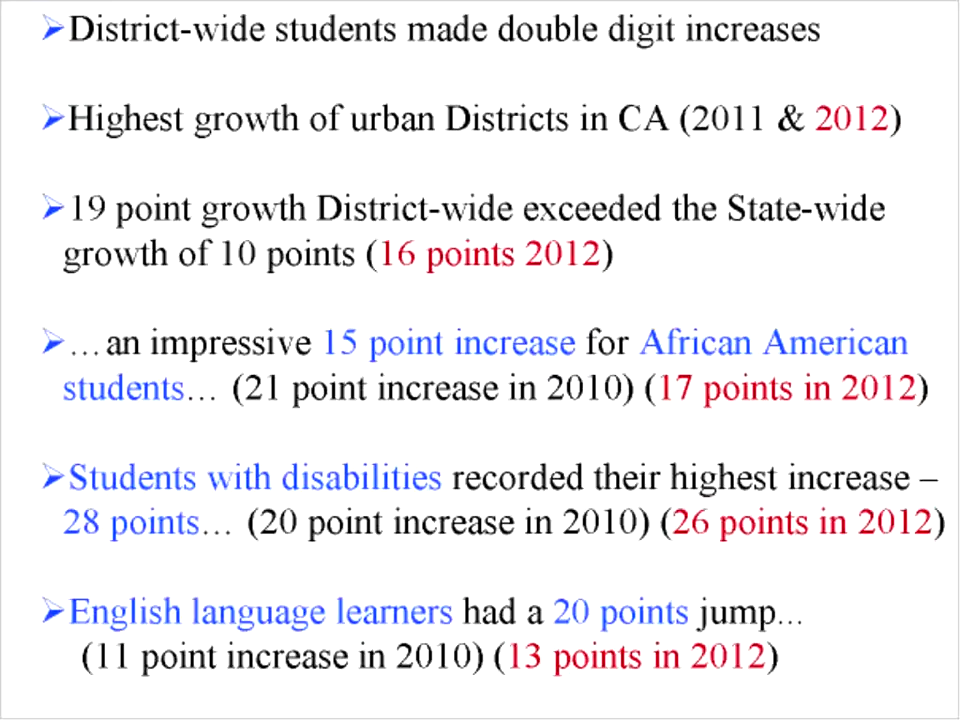 ➢District-wide students made double digit increases
➢Highest growth of urban Districts in CA (2011 & 2012)
➢19 point growth District-wide exceeded the State-wide
growth of 10 points (16 points 2012)
➢…an impressive 15 point increase for African American
students… (21 point increase in 2010) (17 points in 2012)
➢Students with disabilities recorded their highest increase –
28 points… (20 point increase in 2010) (26 points in 2012)
➢English language learners had a 20 points jump...
(11 point increase in 2010) (13 points in 2012)